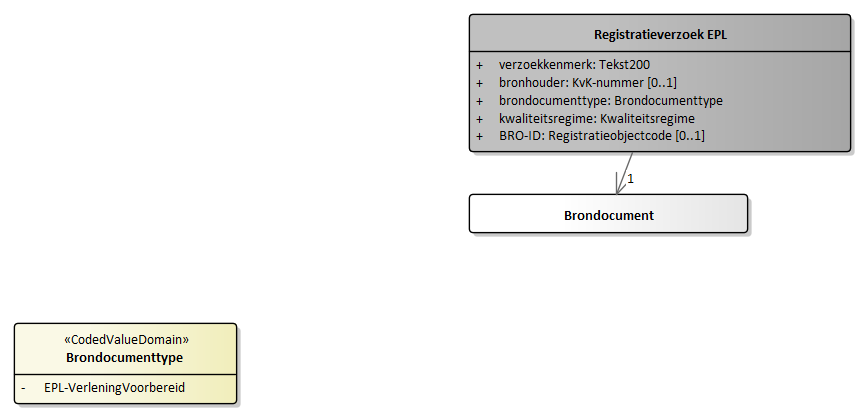 Registratieverzoek EPL
+ verzoekkenmerk: Tekst200
+ bronhouder: KvK-nummer [0..1]
+ brondocumenttype: Brondocumenttype
+ kwaliteitsregime: Kwaliteitsregime
+ BRO-ID: Registratieobjectcode [0..1]
1
Brondocument
«CodedValueDomain»
Brondocumenttype
- EPL-VerleningVoorbereid